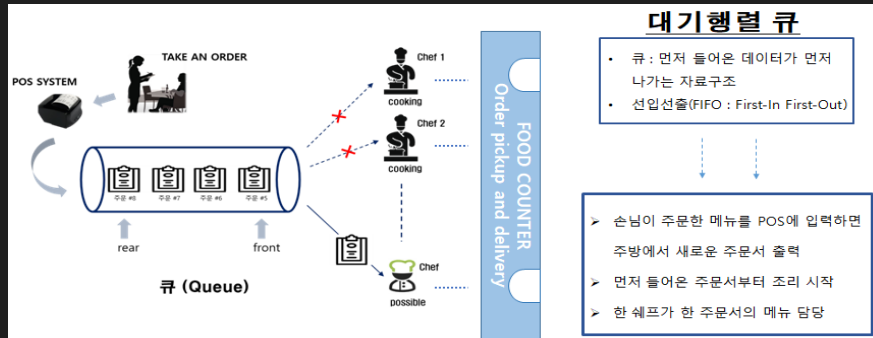 대기행렬 큐
TAKE AN ORDER
POS SYSTEM
Chef 1
cooking
Chef 2
cooking
주문 #8
주문 #7
주문 #6
주문 #5
rear
front
큐 (Queue)
Chef
possible
FOOD COUNTER
Order pickup and delivery
• 큐 : 먼저 들어온 데이터가 먼저
나가는 자료구조
• 선입선출(FIFO : First-In First-Out)
➢ 손님이 주문한 메뉴를 POS에 입력하면
주방에서 새로운 주문서 출력
➢ 먼저 들어온 주문서부터 조리 시작
➢ 한 쉐프가 한 주문서의 메뉴 담당